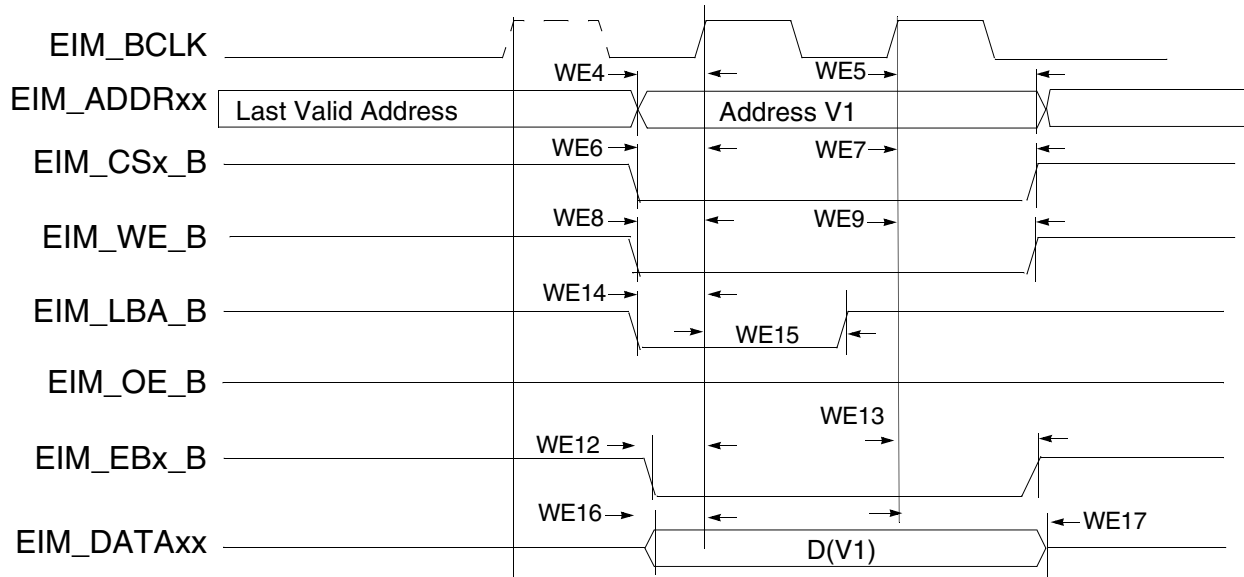 EIM_BCLK
WE4 WE5
EIM_ADDRxx Last Valid Address Address V1
WE6 WE7
EIM_CSx_B
WE8 WE9
EIM_WE_B
WE14
EIM_LBA_B
WE15
EIM_OE_B
WE13
WE12
EIM_EBx_B
WE16 WE17
EIM_DATAxx D(V1)